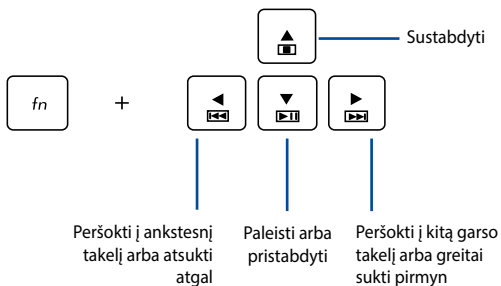 Sustabdyti
fn +
Peršokti į ankstesnį
takelį arba atsukti
atgal
Paleisti arba
pristabdyti
Peršokti į kitą garso
takelį arba greitai
sukti pirmyn